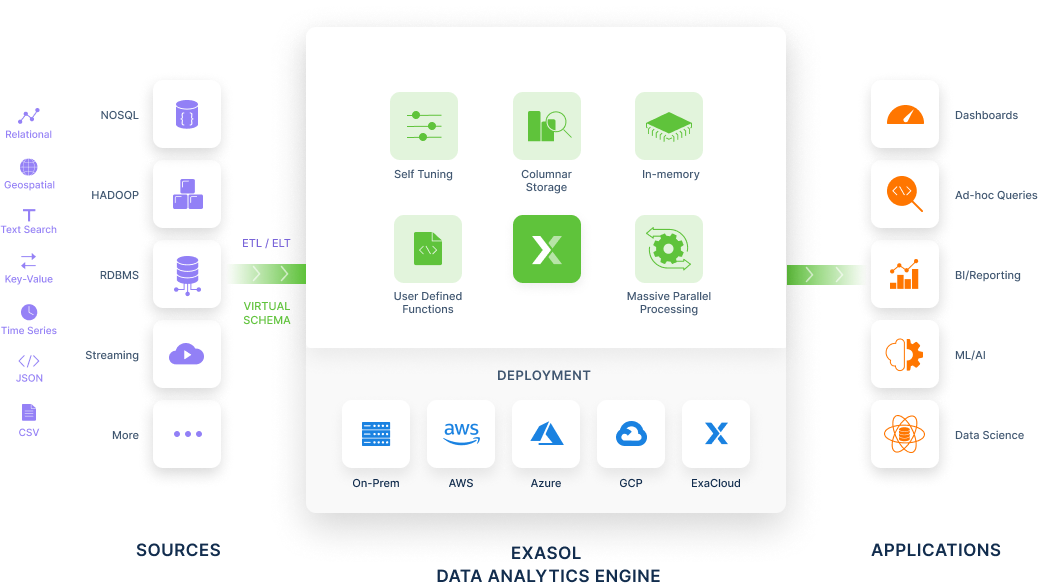 Relational
Geospatial
Text Search
Key-Value
Time Series
JSON
CSV
NOSQL
HADOOP
RDBMS
Streaming
More
SOURCES
ETL / ELT
VIRTUAL
SCHEMA
Self Tuning
Columnar
Storage
In-memory
User Defined
Functions
Massive Parallel
Processing
DEPLOYMENT
aws
On-Prem
AWS
Azure
GCP
ExaCloud
EXASOL
DATA ANALYTICS ENGINE
Dashboards
Ad-hoc Queries
BI/Reporting
ML/AI
Data Science
APPLICATIONS